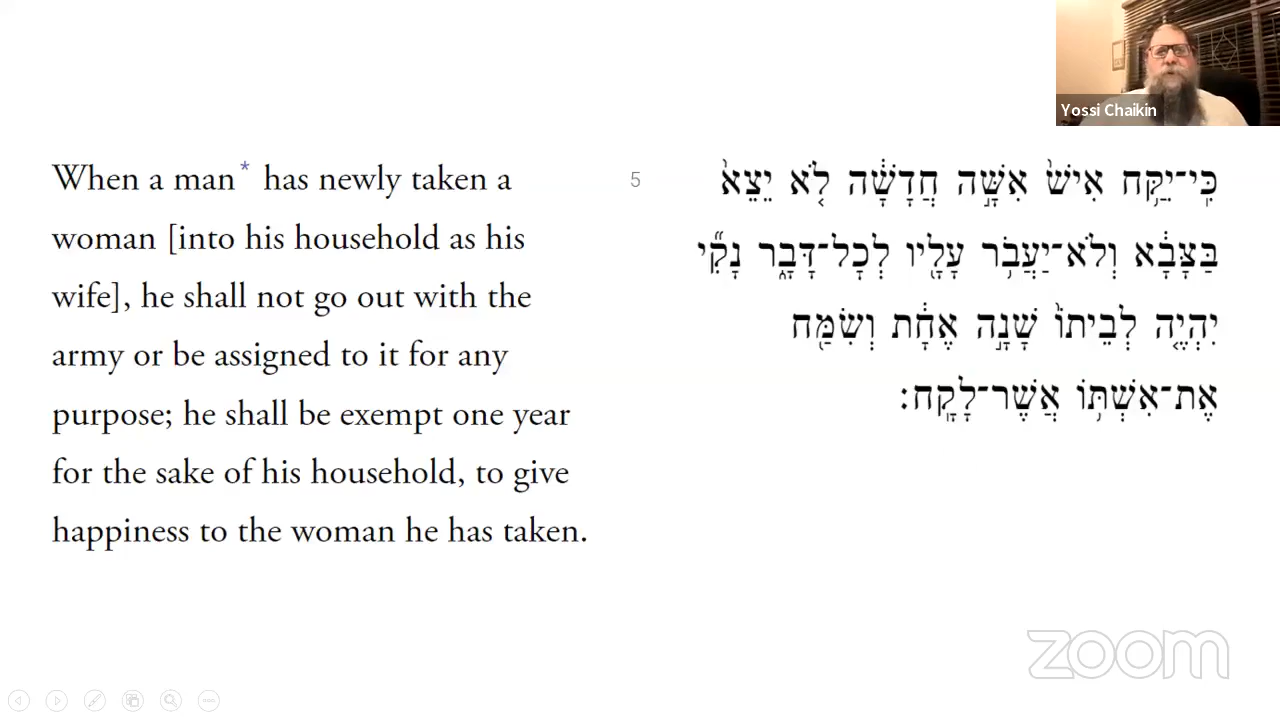 Yossi Chaikin
When a man* has newly taken a
woman [into his household as his
wife], he shall not go out with the
army or be assigned to it for any
purpose; he shall be exempt one year
for the sake of his household, to give
happiness to the woman he has taken.
5
כִּֽי־יִקַּ֥ח אִישׁ֙ אִשָּׁ֣ה חֲדָשָׁ֔ה לֹ֤א יֵצֵא֙
בַּצָּבָ֔א וְלֹא־יַעֲבֹ֥ר עָלָ֖יו לְכׇל־דָּבָ֑ר נָקִ֞י
יִהְיֶ֤ה לְבֵיתוֹ֙ שָׁנָ֣ה אֶחָ֔ת וְשִׂמַּ֖ח
אֶת־אִשְׁתּ֥וֹ אֲשֶׁר־לָקָֽח׃
zoom